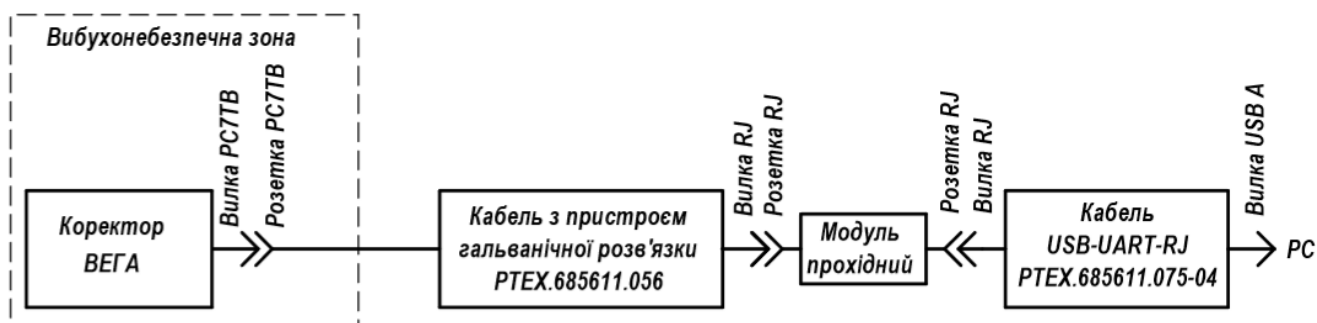 Вибухонебезпечна зона
Вилка РС7ТВ
Розетка РС7ТВ
Вилка RJ
Розетка RJ
Розетка RJ
Вилка RJ
Вилка USB A
Коректор
ВЕГА
Кабель з пристроєм
гальванічної розв'язки
РТЕХ.685611.056
Модуль
прохідний
Кабель
USB-UART-RJ
РТЕХ.685611.075-04
PC